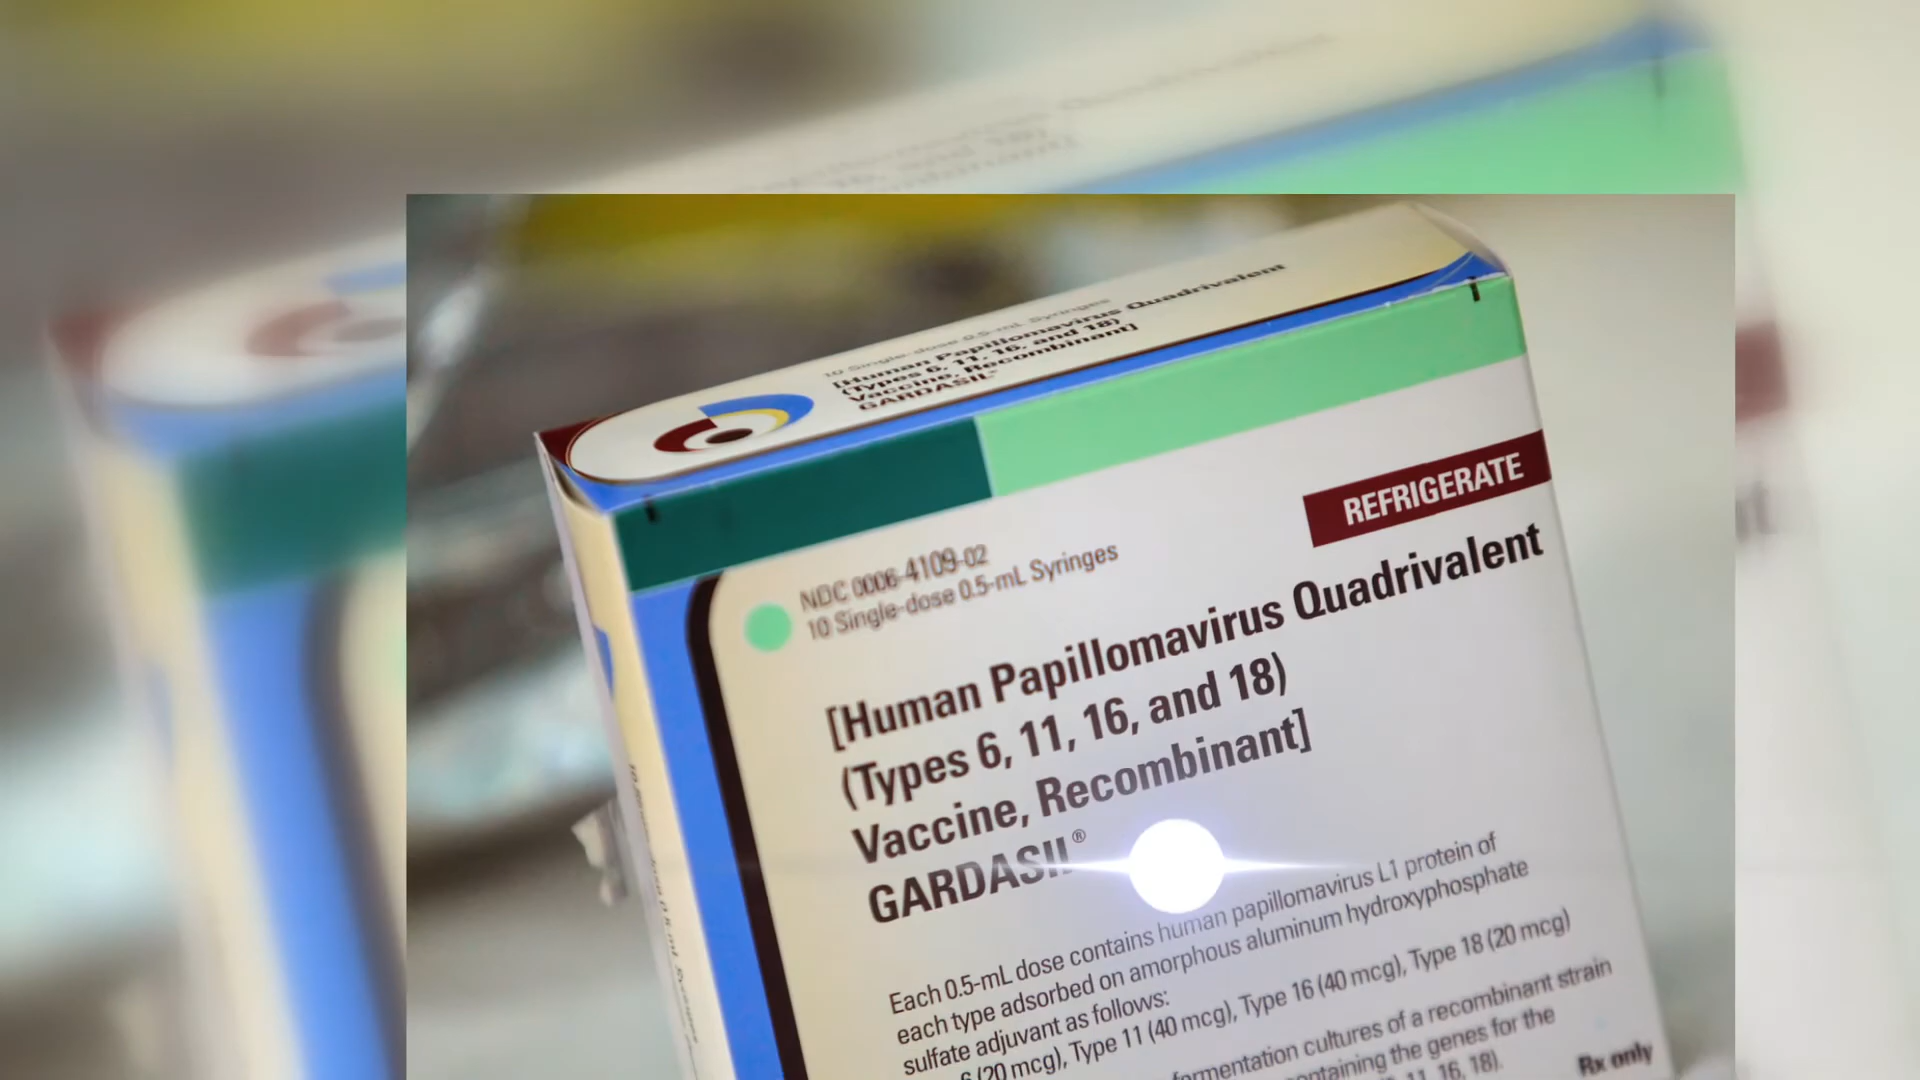 10 Single-dose 0.5-mL Syringes
[Human Papillomavirus Quadrivalent
(Types 6, 11, 16, and 18)
Vaccine, Recombinant]
GARDASIL
REFRIGERATE
NDC 0006-4109-02
10 Single-dose 0.5-mL Syringes
[Human Papillomavirus Quadrivalent
(Types 6, 11, 16, and 18)
Vaccine, Recombinant]
GARDASIL®
Each 0.5-mL dose contains human papillomavirus L1 protein of
each type adsorbed on amorphous aluminum hydroxyphosphate
sulfate adjuvant as follows:
6 (20 mcg), Type 11 (40 mcg), Type 16 (40 mcg), Type 18 (20 mcg)
fermentation cultures of a recombinant strain
containing the genes for the
11, 16, 18).
Rx only